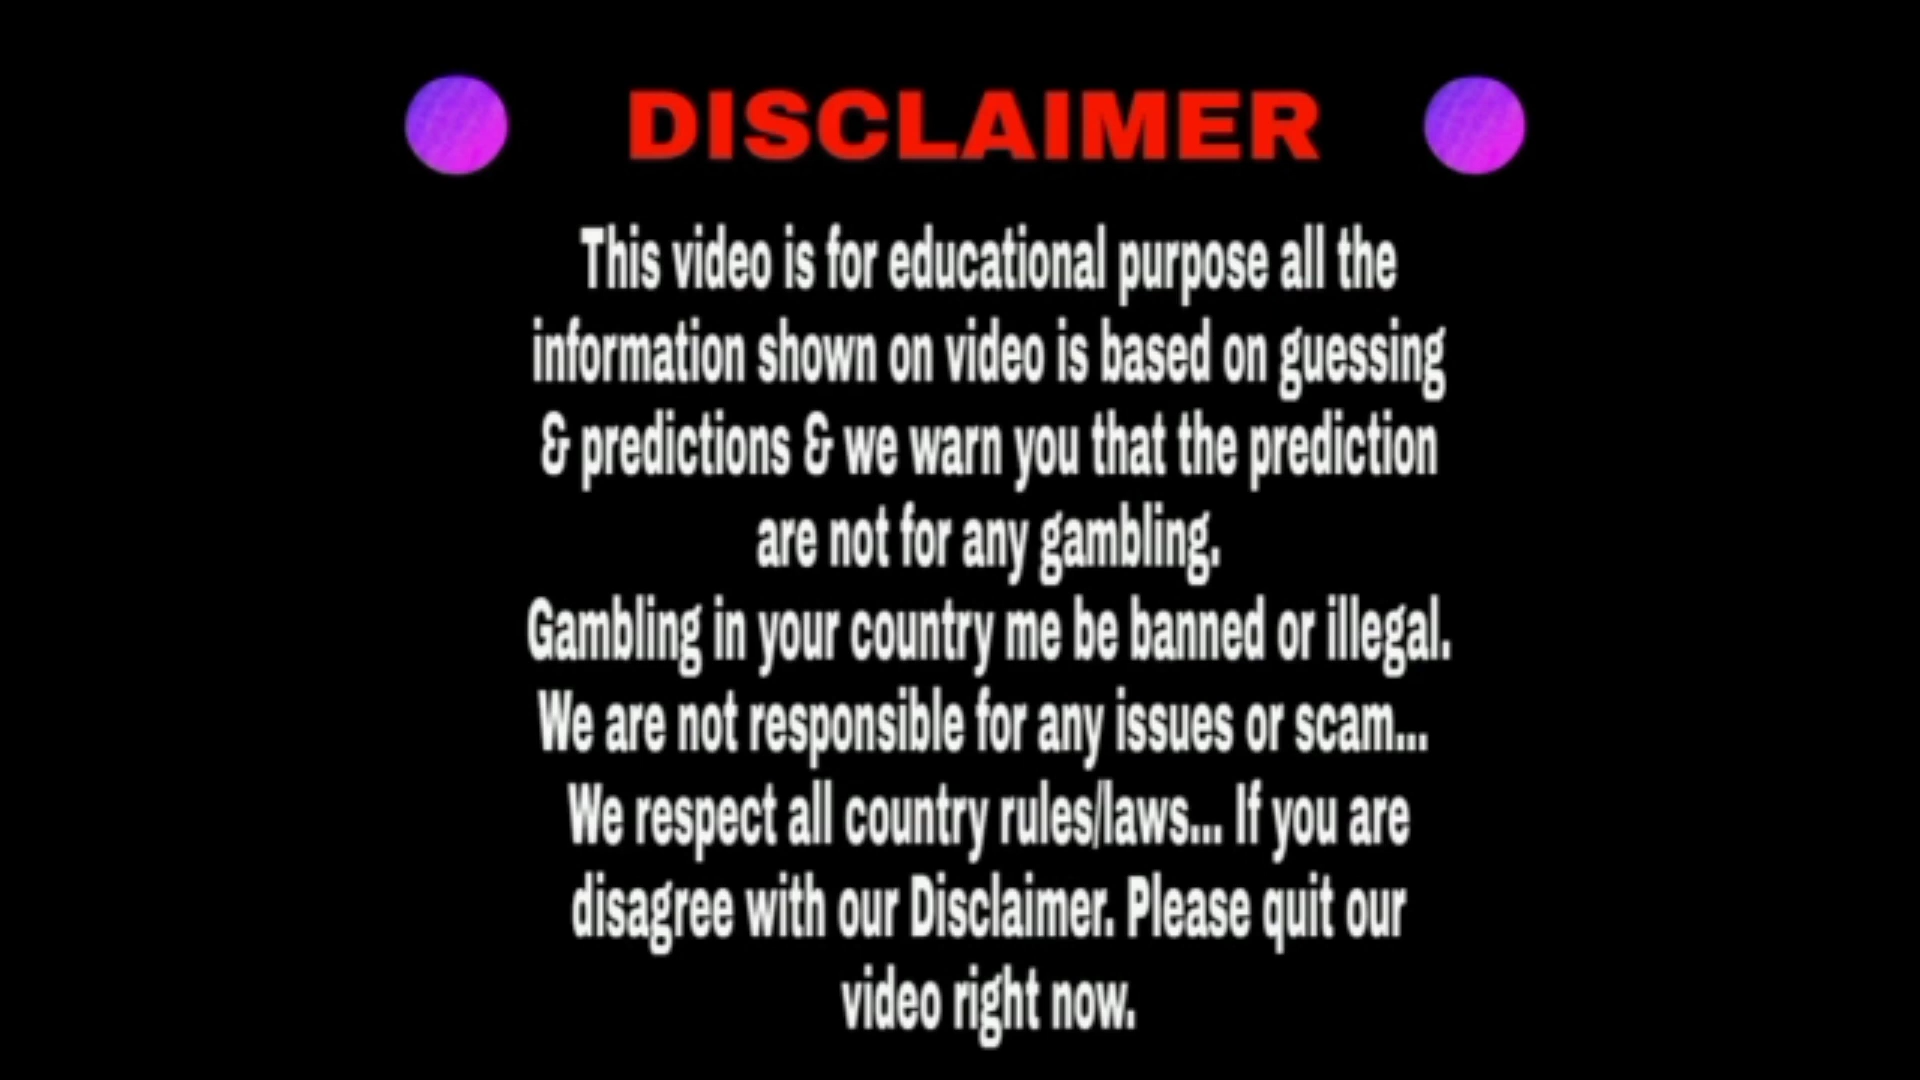 DISCLAIMER
This video is for educational purpose all the
information shown on video is based on guessing
& predictions & we warn you that the prediction
are not for any gambling.
Gambling in your country me be banned or illegal.
We are not responsible for any issues or scam...
We respect all country rules/laws... If you are
disagree with our Disclaimer. Please quit our
video right now.